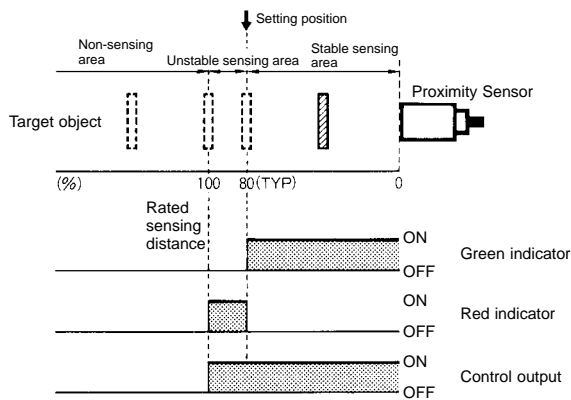 Setting position
Non-sensing
area
Unstable sensing area
Stable sensing
area
Proximity Sensor
Target object
(%)
100
80(TYP)
0
Rated
sensing
distance
ON
OFF
Green indicator
ON
OFF
Red indicator
ON
OFF
Control output